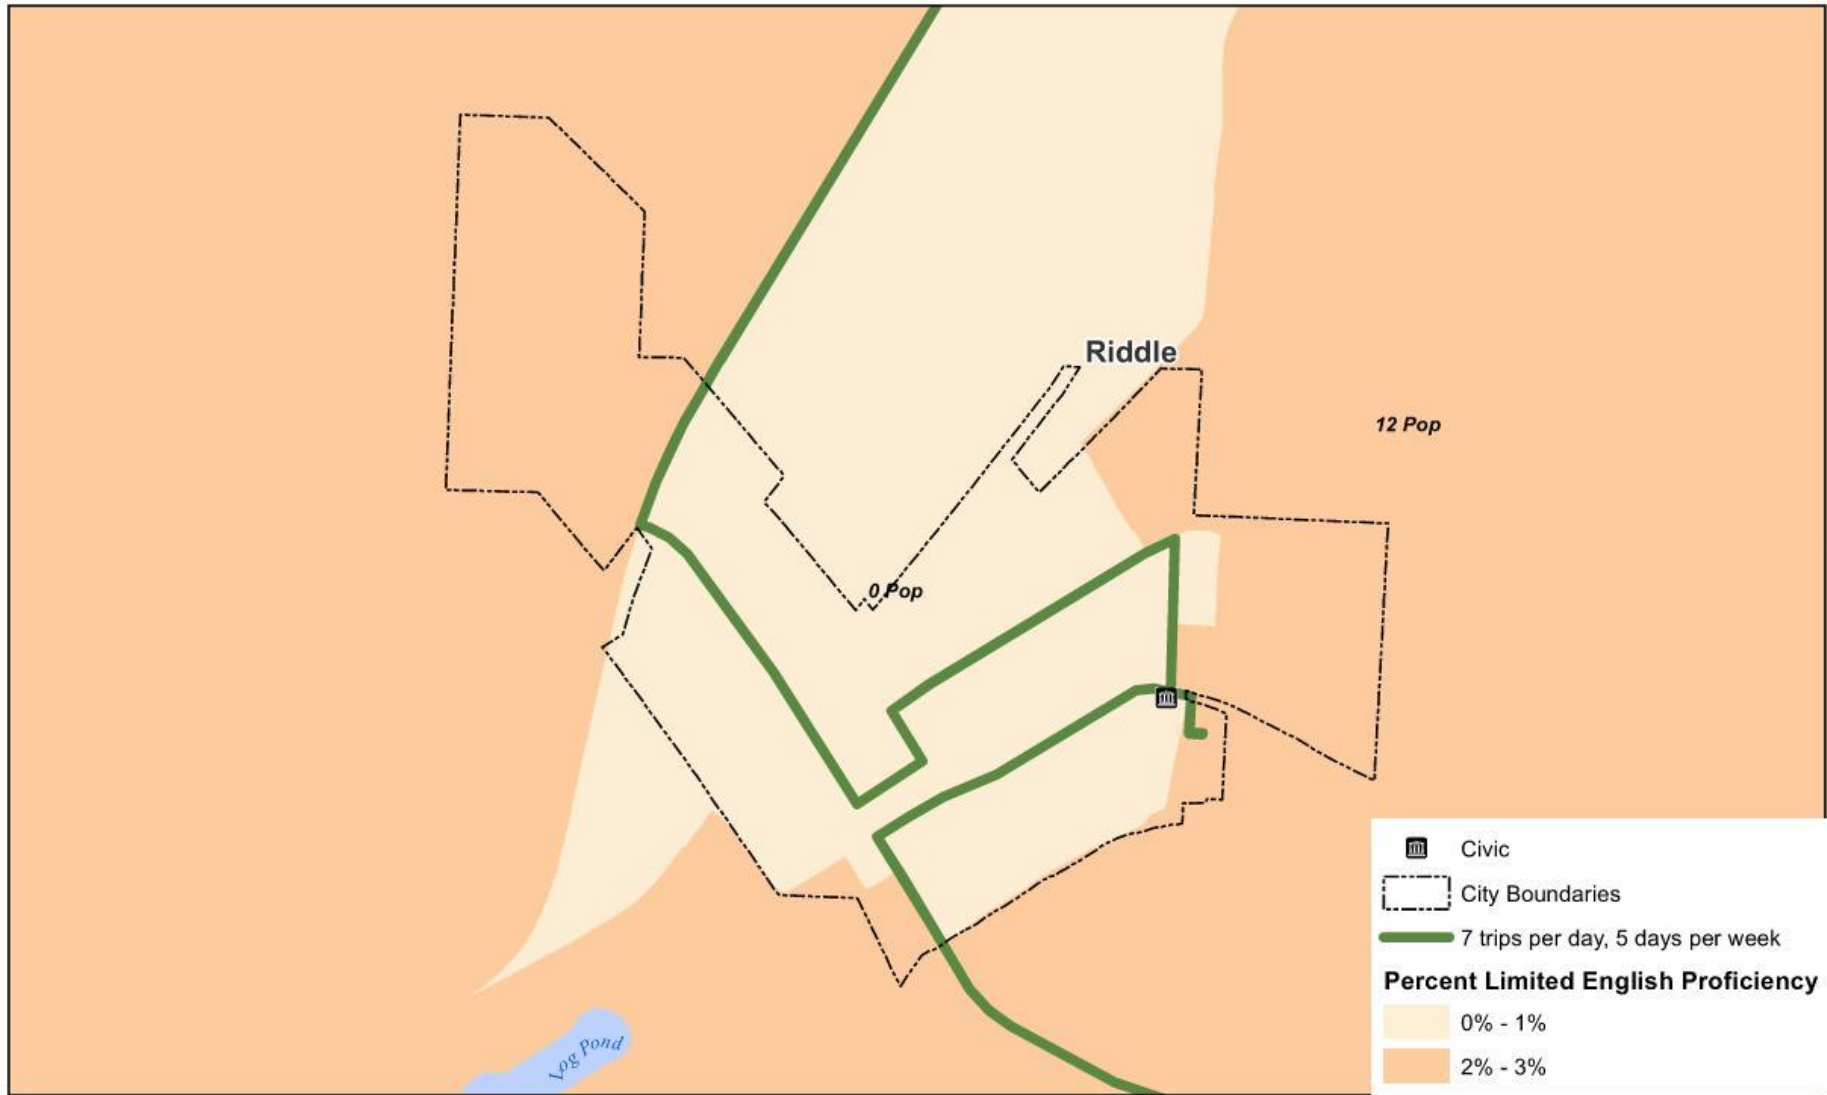 Riddle
12 Pop
0 Pop
Log Pond
Civic
City Boundaries
7 trips per day, 5 days per week
Percent Limited English Proficiency
0% - 1%
2% - 3%